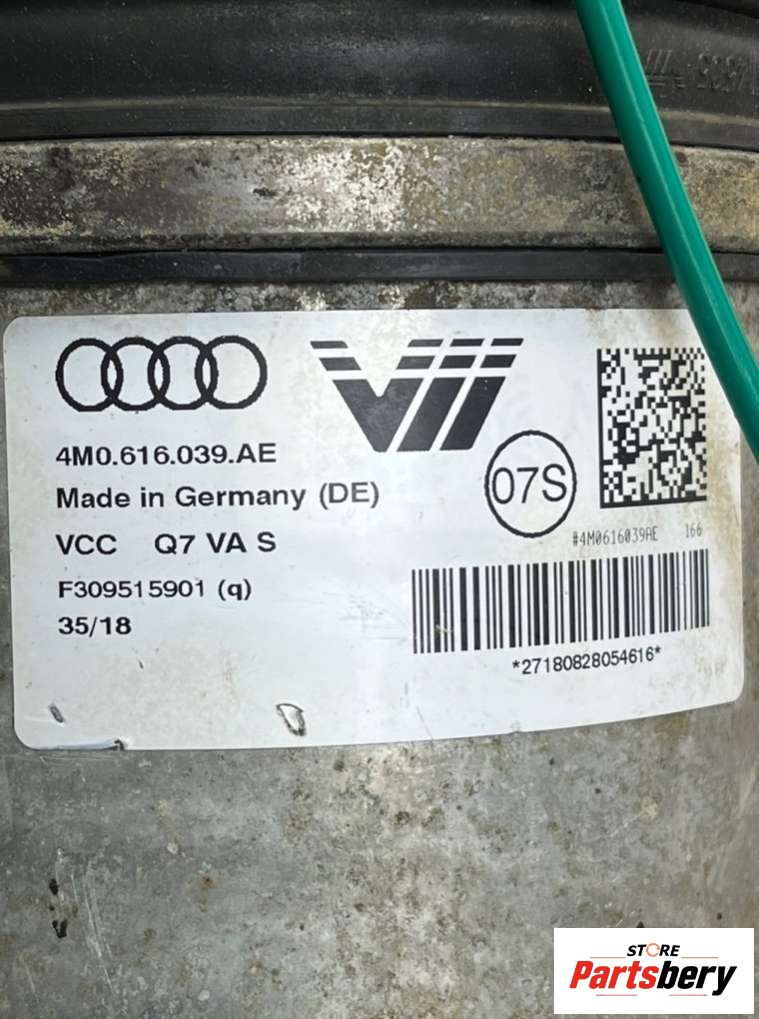 4M0.616.039.AE
Made in Germany (DE)
VCC Q7 VA S
F309515901 (q)
35/18
07S
#4M0616039AE 166
*27180828054616*
STORE
Partsbery